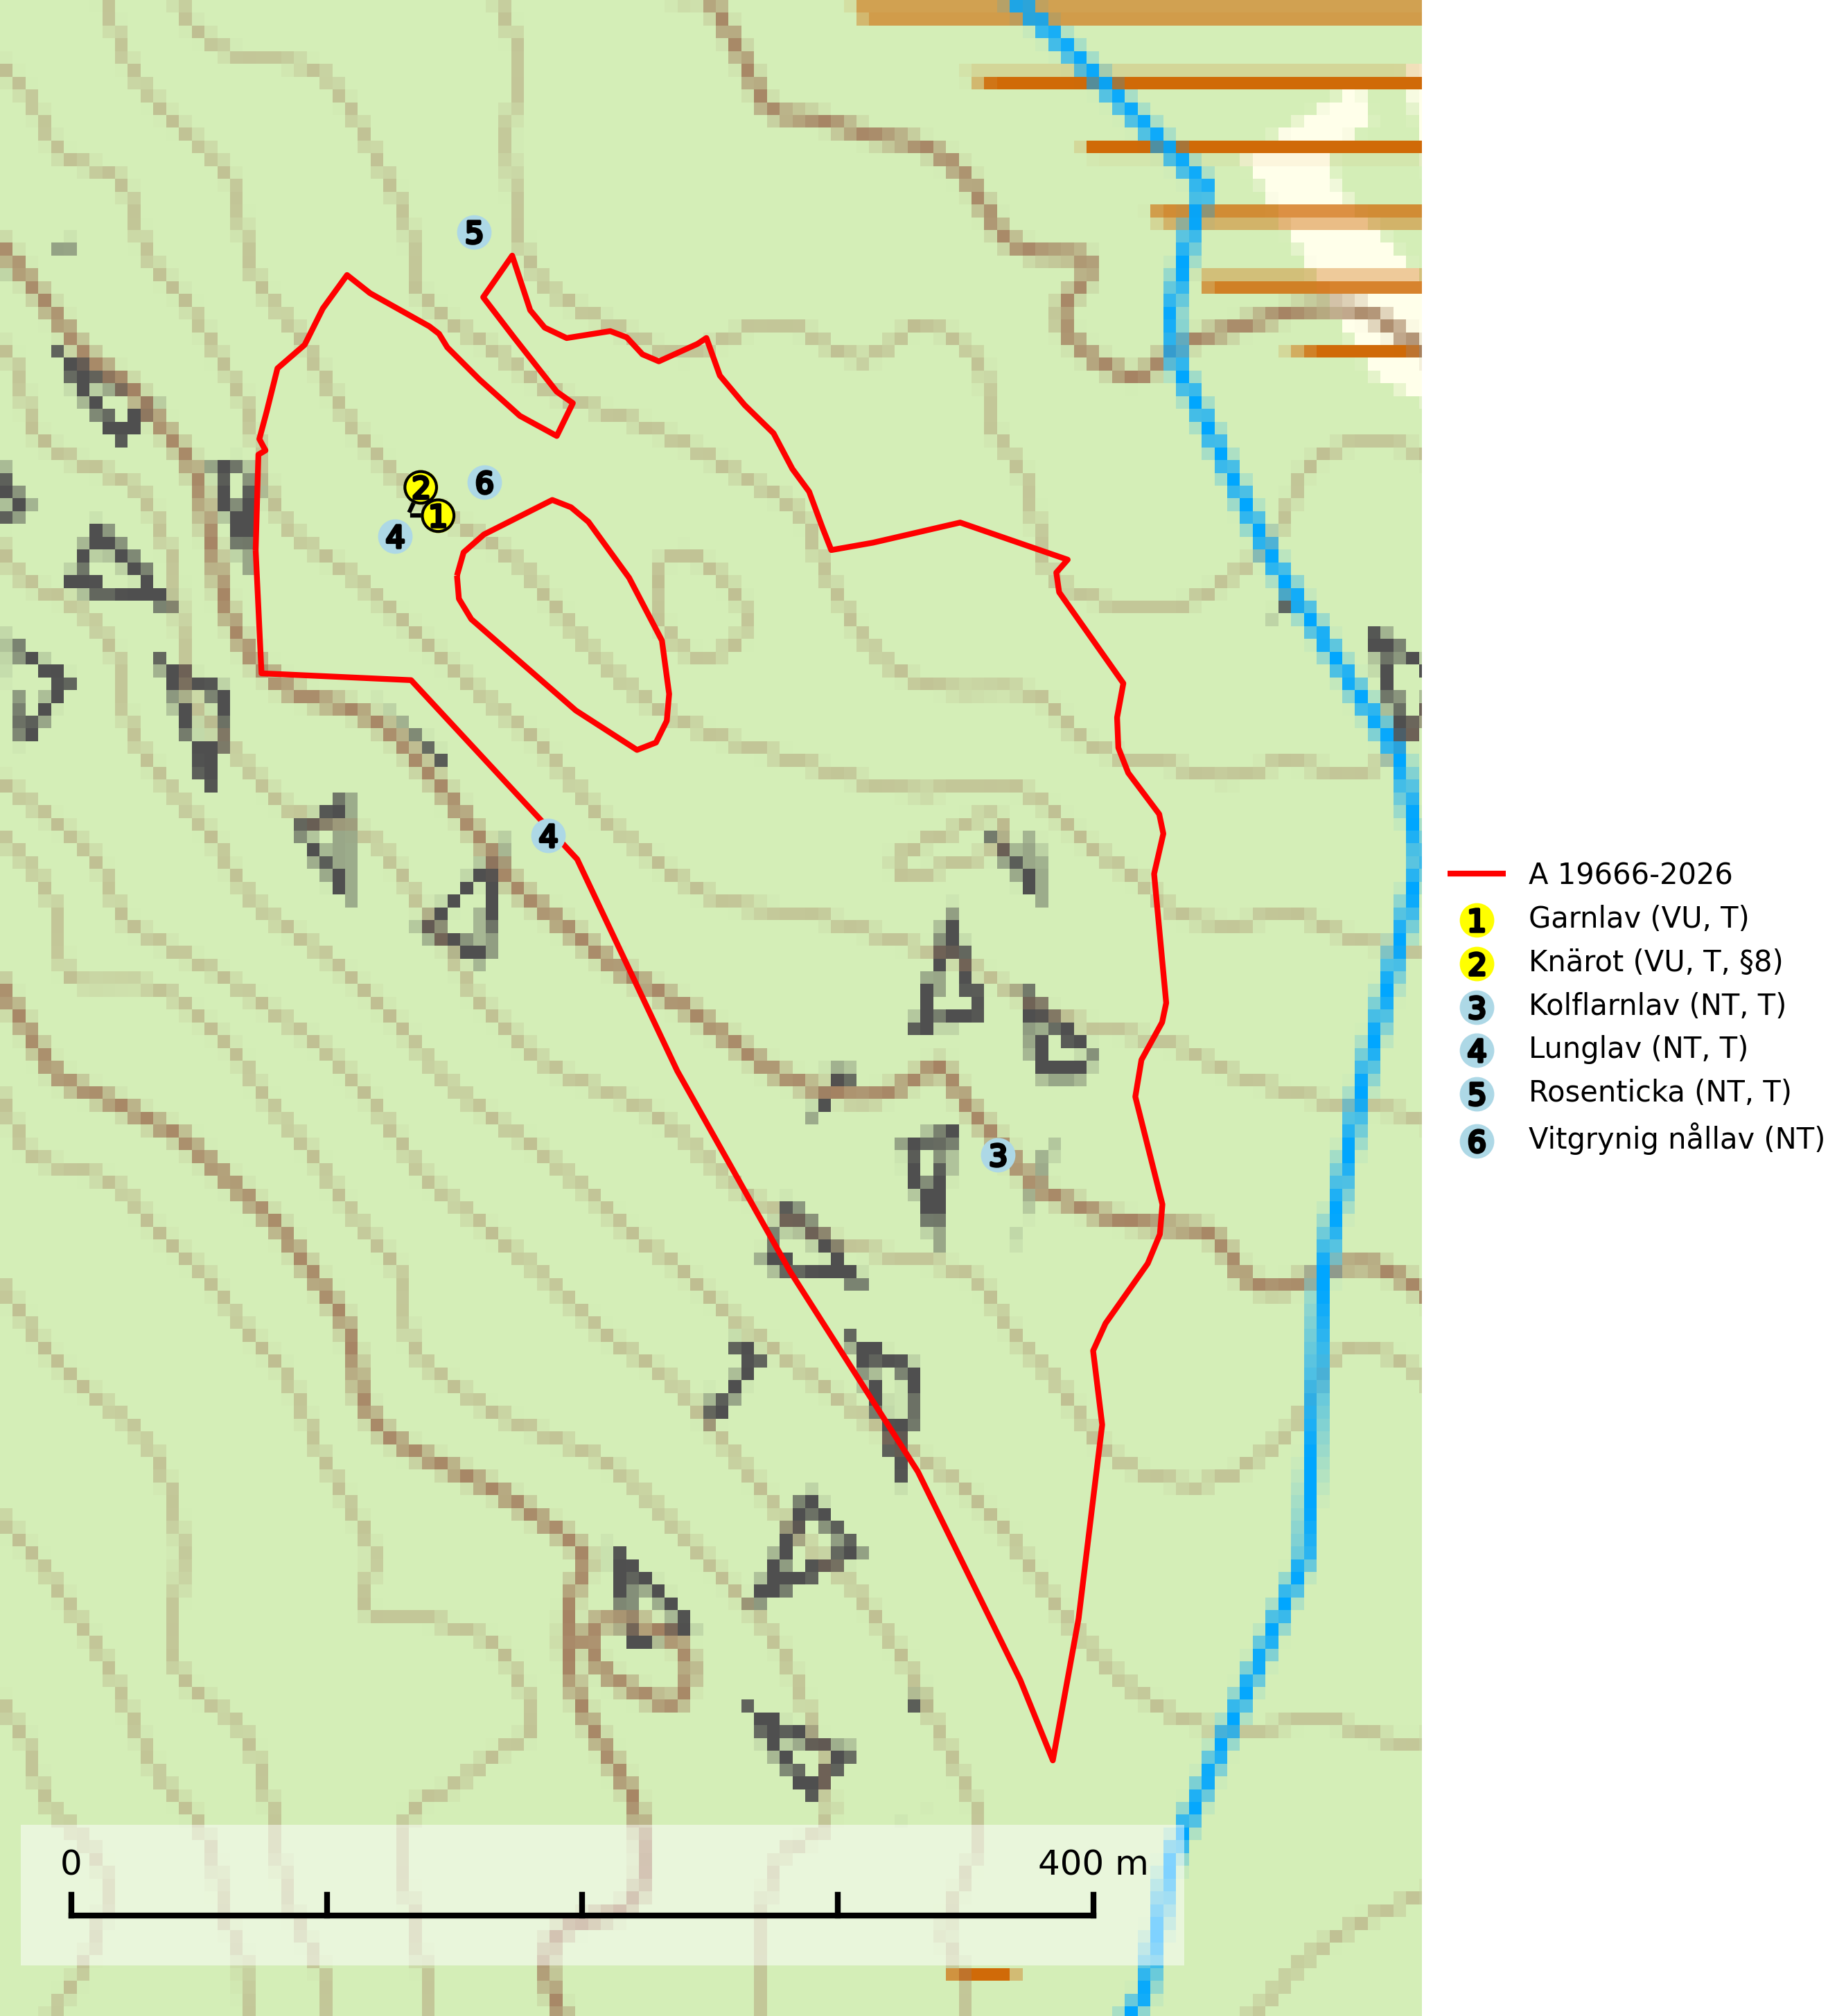 5
2
6
1
4
4
3
A 19666-2026
1 Garnlav (VU, T)
2 Knärot (VU, T, §8)
3 Kolflarnlav (NT, T)
4 Lunglav (NT, T)
5 Rosenticka (NT, T)
6 Vitgrynig nållav (NT)
0 400 m